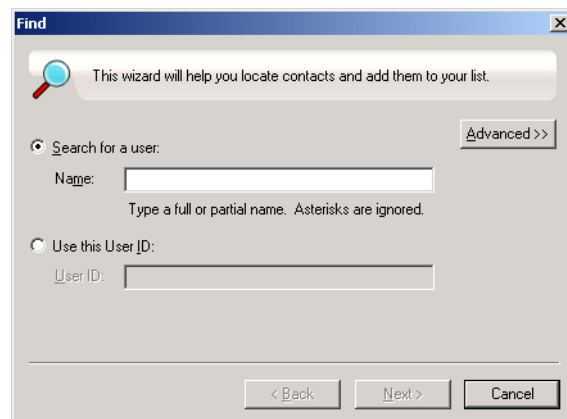 Find
This wizard will help you locate contacts and add them to your list.
Advanced >>
Search for a user:
Name:
Type a full or partial name. Asterisks are ignored.
Use this User ID:
User ID:
< Back Next > Cancel